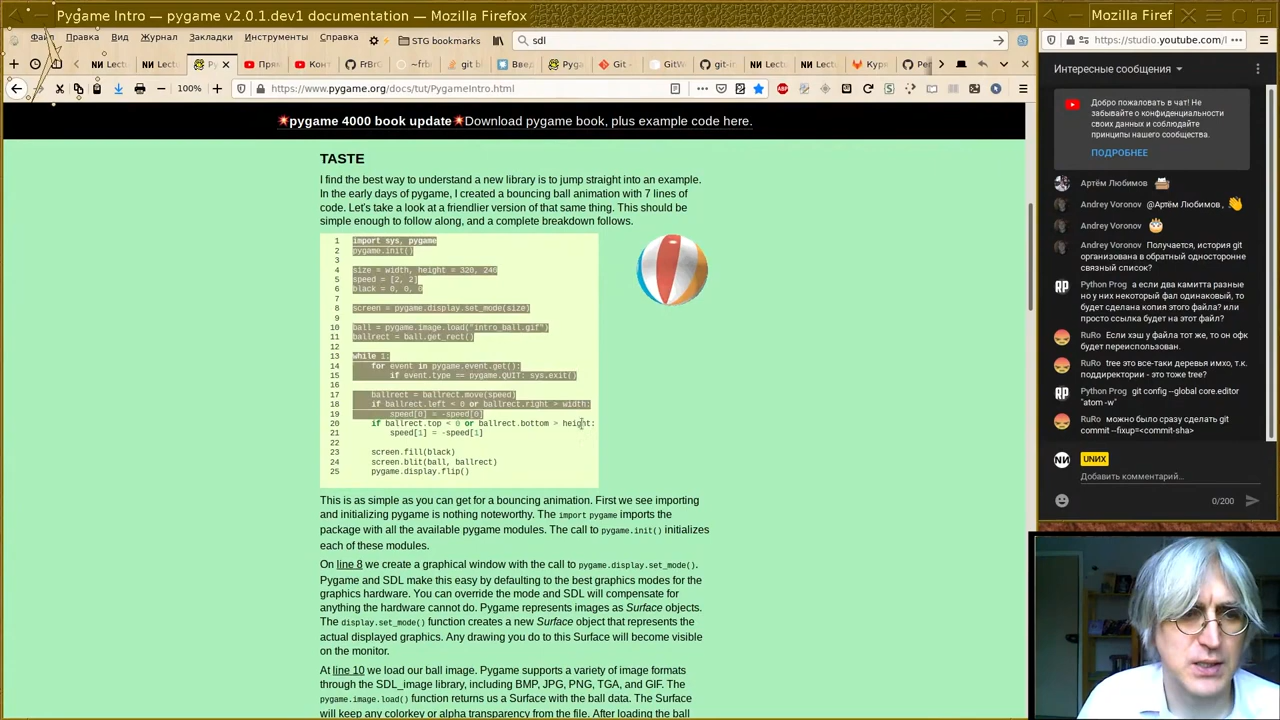 Pygame Intro — pygame v2.0.1.dev1 documentation — Mozilla Firefox
Mozilla Firef
Файл Правка Вид Журнал Закладки Инструменты Справка
STG bookmarks
sdl
https://studio.youtube.com/l
Lectu
Lectu
Py
Пряк
Конт
FrBrG
~frb
git b
Введ
Pyga
Git -
GitW
git-in
Lectu
Lectu
Курк
Рег
100%
https://www.pygame.org/docs/tut/PygameIntro.html
Интересные сообщения
pygame 4000 book update Download pygame book, plus example code here.
TASTE
I find the best way to understand a new library is to jump straight into an example.
In the early days of pygame, I created a bouncing ball animation with 7 lines of
code. Let's take a look at a friendlier version of that same thing. This should be
simple enough to follow along, and a complete breakdown follows.
1 import sys, pygame
2 pygame.init()
3
4 size = width, height = 320, 240
5 speed = [2, 2]
6 black = 0, 0, 0
7
8 screen = pygame.display.set_mode(size)
9
10 ball = pygame.image.load("intro_ball.gif")
11 ballrect = ball.get_rect()
12
13 while 1:
14 for event in pygame.event.get():
15 if event.type == pygame.QUIT: sys.exit()
16
17 ballrect = ballrect.move(speed)
18 if ballrect.left < 0 or ballrect.right > width:
19 speed[0] = -speed[0]
20 if ballrect.top < 0 or ballrect.bottom > height:
21 speed[1] = -speed[1]
22
23 screen.fill(black)
24 screen.blit(ball, ballrect)
25 pygame.display.flip()
This is as simple as you can get for a bouncing animation. First we see importing
and initializing pygame is nothing noteworthy. The import pygame imports the
package with all the available pygame modules. The call to pygame.init() initializes
each of these modules.
On line 8 we create a graphical window with the call to pygame.display.set_mode().
Pygame and SDL make this easy by defaulting to the best graphics modes for the
graphics hardware. You can override the mode and SDL will compensate for
anything the hardware cannot do. Pygame represents images as Surface objects.
The display.set_mode() function creates a new Surface object that represents the
actual displayed graphics. Any drawing you do to this Surface will become visible
on the monitor.
At line 10 we load our ball image. Pygame supports a variety of image formats
through the SDL_image library, including BMP, JPG, PNG, TGA, and GIF. The
pygame.image.load() function returns us a Surface with the ball data. The Surface
will keep any colorkey or alpha transparency from the file. After loading the ball
Добро пожаловать в чат! Не
забывайте о конфиденциальности
своих данных и соблюдайте
принципы нашего сообщества.
ПОДРОБНЕЕ
Артём Любимов
Andrey Voronov @Артём Любимов ,
Andrey Voronov
Andrey Voronov Получается, история git
организована в обратный односторонне
связный список?
Python Prog а если два камитта разные
но у них некоторый фал одинаковый, то
будет сделана копия этого файла? или
просто ссылка будет на этот файл?
RuRo Если хэш у файла тот же, то он офк
будет переиспользован.
RuRo tree это все-таки деревья имхо, т.к.
поддиректории - это тоже tree?
Python Prog git config --global core.editor
"atom -w"
RuRo можно было сразу сделать git
commit --fixup=<commit-sha>
UNИX
Добавить комментарий...
0/200